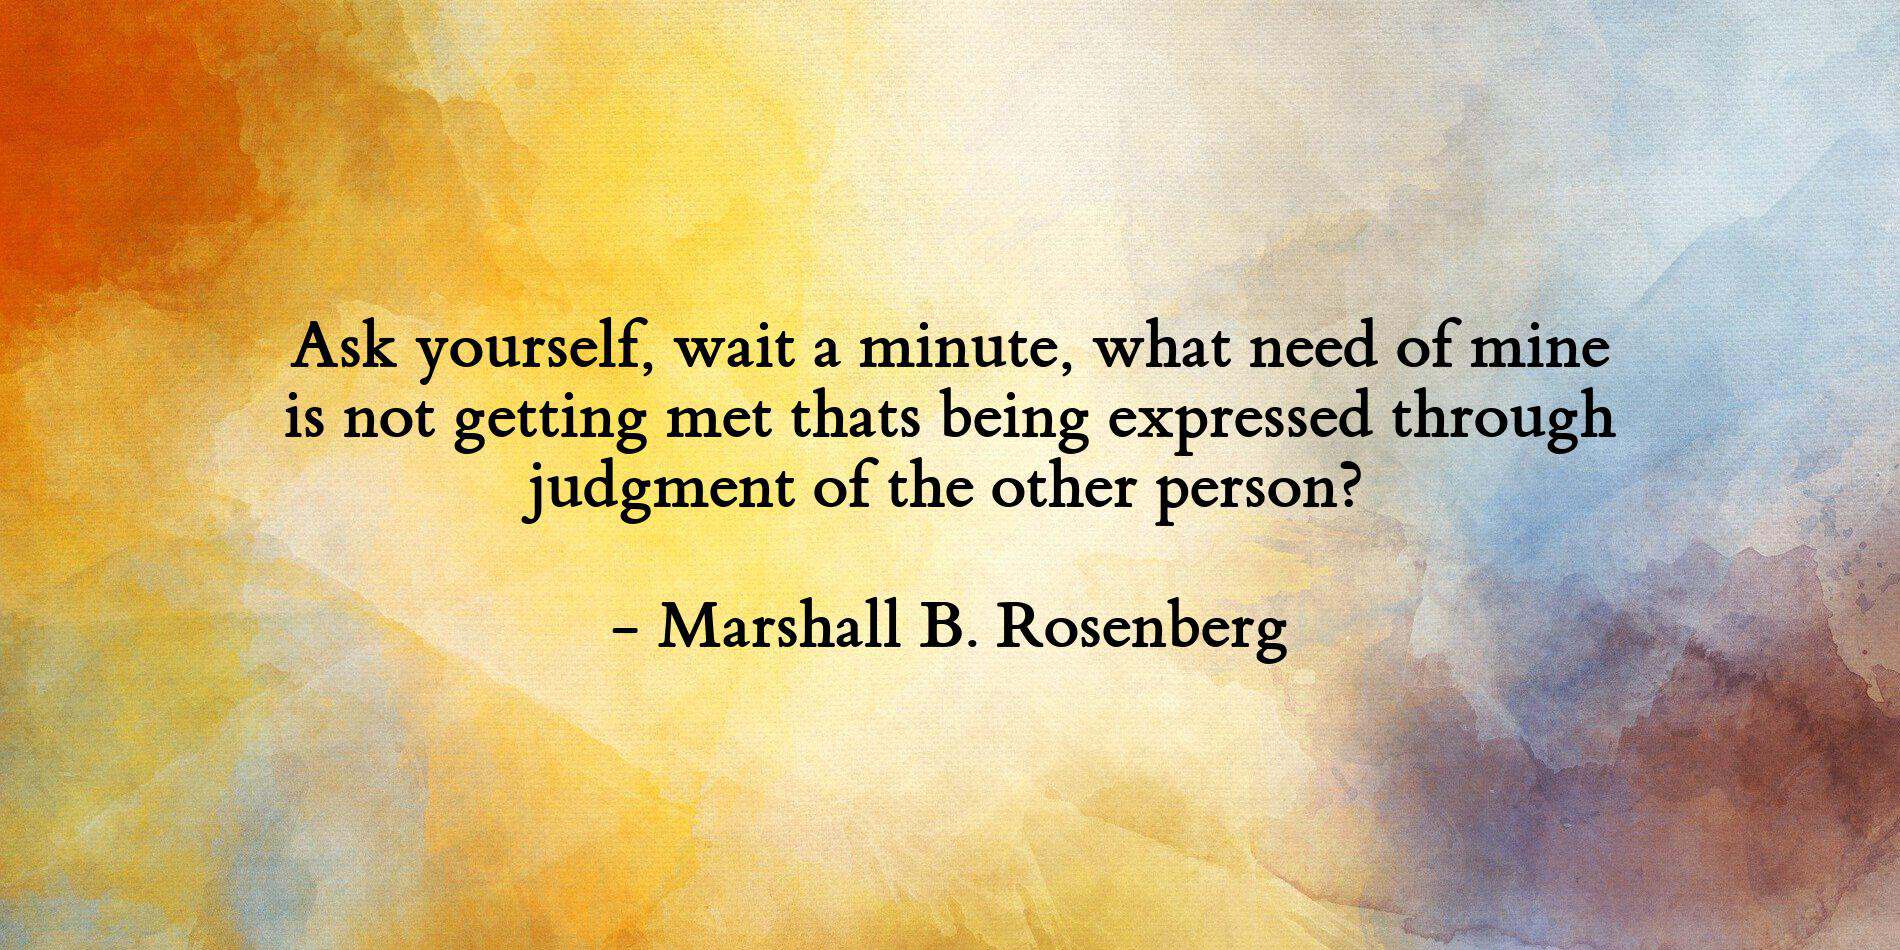 Ask yourself, wait a minute, what need of mine
is not getting met thats being expressed through
judgment of the other person?
- Marshall B. Rosenberg